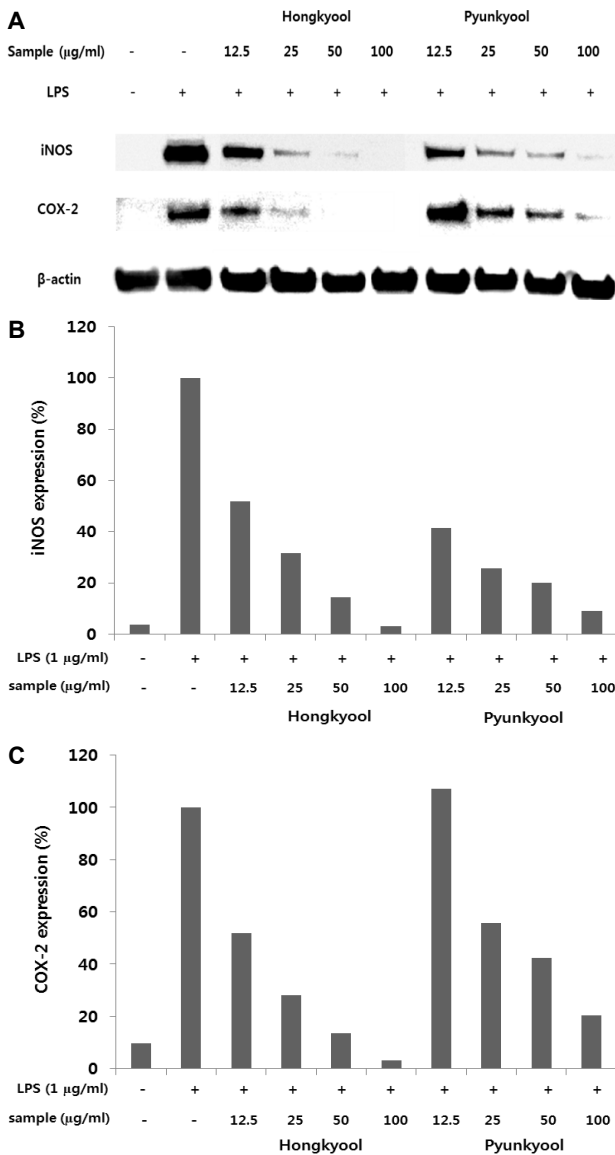 A
Hongkyool Pyunkyool
Sample (μg/ml) - - 12.5 25 50 100 12.5 25 50 100
LPS - + + + + + + + + +
iNOS
COX-2
β-actin
B
120
100
80
60
40
20
0
iNOS expression (%)
LPS (1 μg/ml) - + + + + + + + + +
sample (μg/ml) - - 12.5 25 50 100 12.5 25 50 100
Hongkyool Pyunkyool
C
120
100
80
60
40
20
0
COX-2 expression (%)
LPS (1 μg/ml) - + + + + + + + + +
sample (μg/ml) - - 12.5 25 50 100 12.5 25 50 100
Hongkyool Pyunkyool